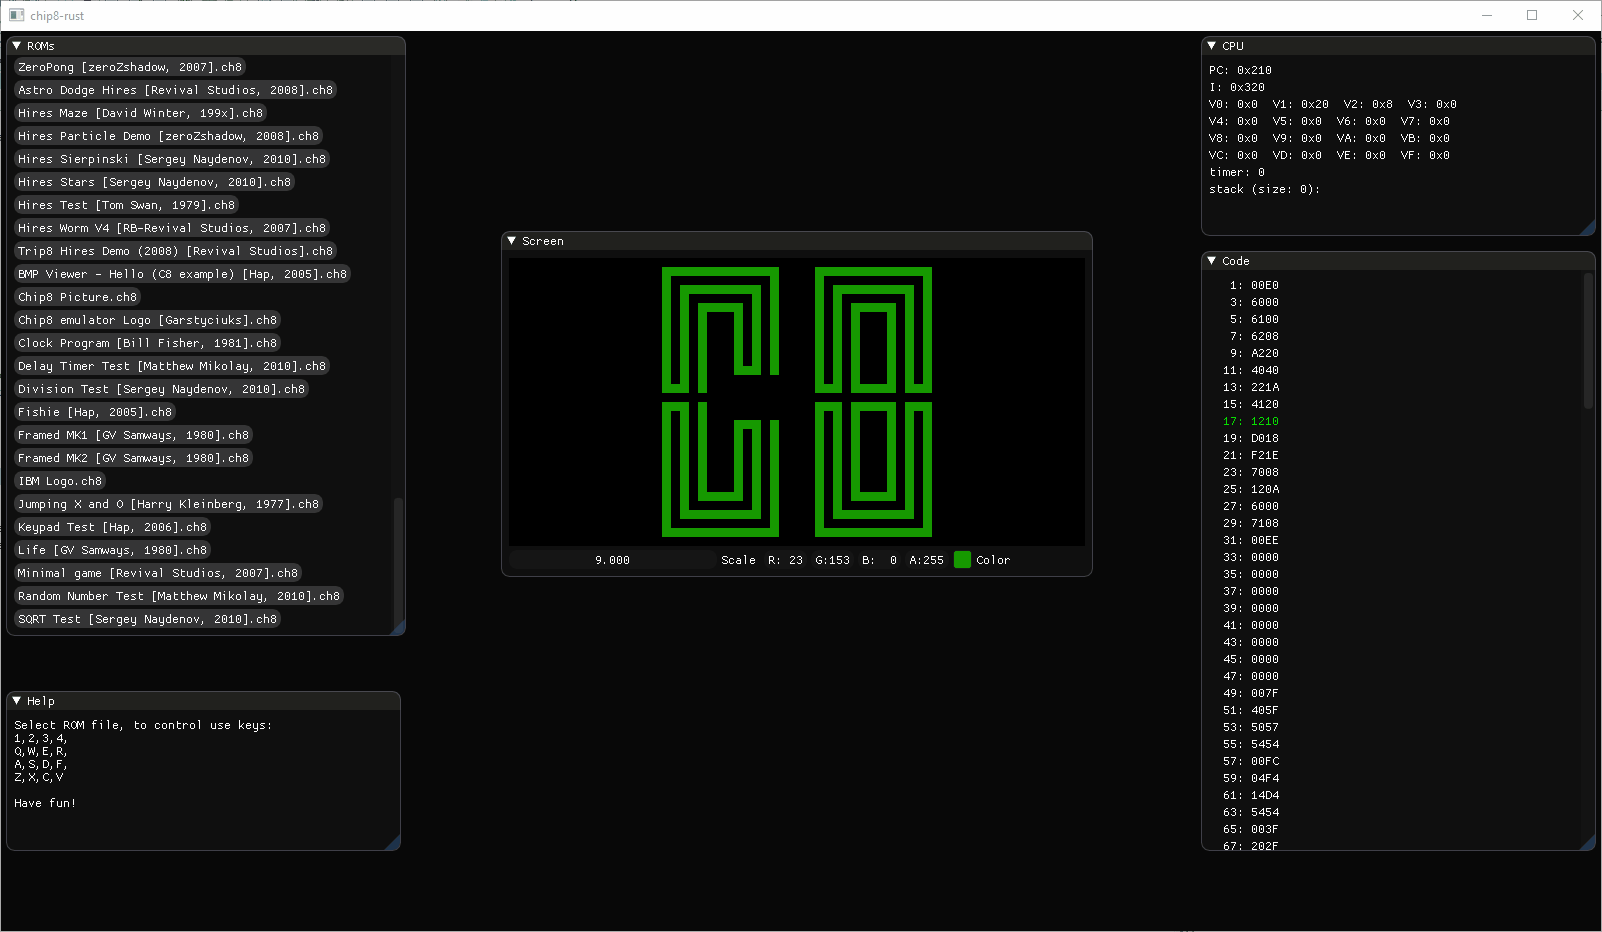 chip8-rust
ROMs
ZeroPong [zeroZshadow, 2007].ch8
Astro Dodge Hires [Revival Studios, 2008].ch8
Hires Maze [David Winter, 199x].ch8
Hires Particle Demo [zeroZshadow, 2008].ch8
Hires Sierpinski [Sergey Naydenov, 2010].ch8
Hires Stars [Sergey Naydenov, 2010].ch8
Hires Test [Tom Swan, 1979].ch8
Hires Worm V4 [RB-Revival Studios, 2007].ch8
Trip8 Hires Demo (2008) [Revival Studios].ch8
BMP Viewer - Hello (C8 example) [Hap, 2005].ch8
Chip8 Picture.ch8
Chip8 emulator Logo [Garstyciuks].ch8
Clock Program [Bill Fisher, 1981].ch8
Delay Timer Test [Matthew Mikolay, 2010].ch8
Division Test [Sergey Naydenov, 2010].ch8
Fishie [Hap, 2005].ch8
Framed MK1 [GV Samways, 1980].ch8
Framed MK2 [GV Samways, 1980].ch8
IBM Logo.ch8
Jumping X and O [Harry Kleinberg, 1977].ch8
Keypad Test [Hap, 2006].ch8
Life [GV Samways, 1980].ch8
Minimal game [Revival Studios, 2007].ch8
Random Number Test [Matthew Mikolay, 2010].ch8
SQRT Test [Sergey Naydenov, 2010].ch8
Help
Select ROM file, to control use keys:
1,2,3,4,
Q,W,E,R,
A,S,D,F,
Z,X,C,V
Have fun!
Screen
C8
9.000 Scale R: 23 G:153 B: 0 A:255 Color
CPU
PC: 0x210
I: 0x320
V0: 0x0 V1: 0x20 V2: 0x8 V3: 0x0
V4: 0x0 V5: 0x0 V6: 0x0 V7: 0x0
V8: 0x0 V9: 0x0 VA: 0x0 VB: 0x0
VC: 0x0 VD: 0x0 VE: 0x0 VF: 0x0
timer: 0
stack (size: 0):
Code
1: 00E0
3: 6000
5: 6100
7: 6208
9: A220
11: 4040
13: 221A
15: 4120
17: 1210
19: D018
21: F21E
23: 7008
25: 120A
27: 6000
29: 7108
31: 00EE
33: 0000
35: 0000
37: 0000
39: 0000
41: 0000
43: 0000
45: 0000
47: 0000
49: 007F
51: 405F
53: 5057
55: 5454
57: 00FC
59: 04F4
61: 14D4
63: 5454
65: 003F
67: 202F